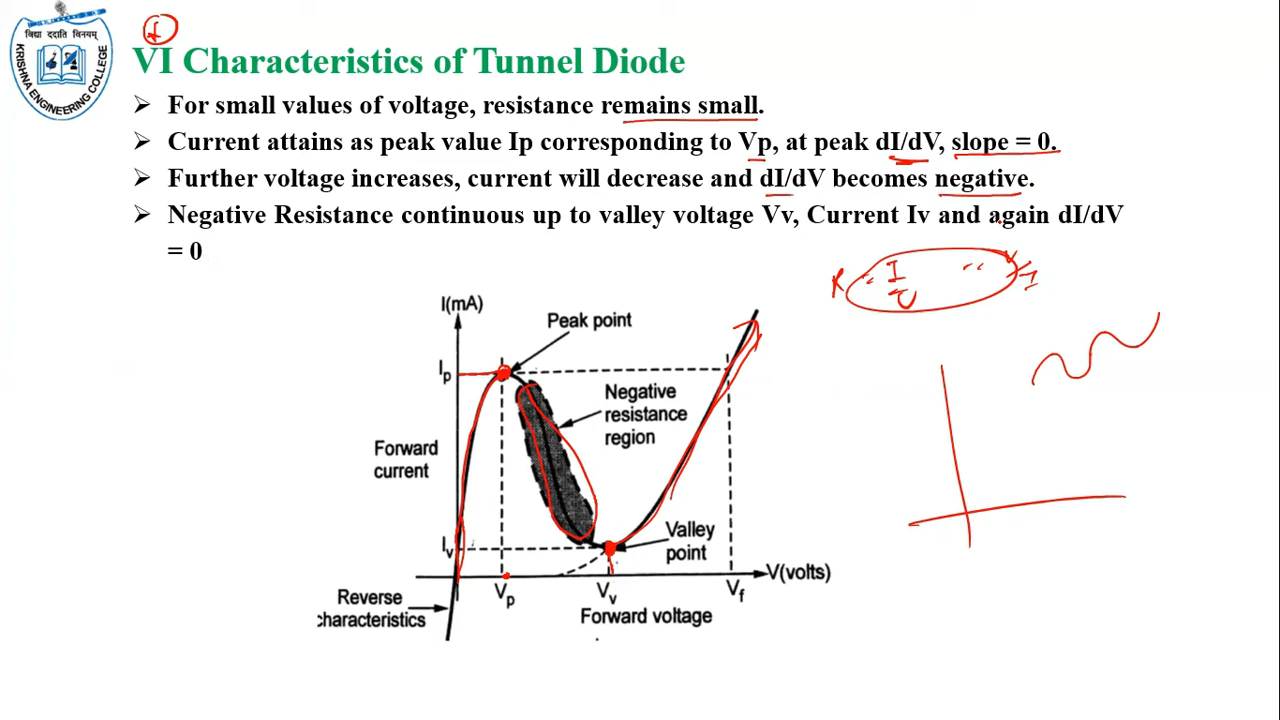 विद्या ददाति विनयम्
KRISHNA ENGINEERING COLLEGE
VI Characteristics of Tunnel Diode
➢ For small values of voltage, resistance remains small.
➢ Current attains as peak value Ip corresponding to Vp, at peak dI/dV, slope = 0.
➢ Further voltage increases, current will decrease and dI/dV becomes negative.
➢ Negative Resistance continuous up to valley voltage Vv, Current Iv and again dI/dV
= 0
I(mA)
Peak point
Ip
Negative
resistance
region
Forward
current
Iv
Valley
point
V(volts)
Vp
Vv
Vf
Reverse
characteristics
Forward voltage